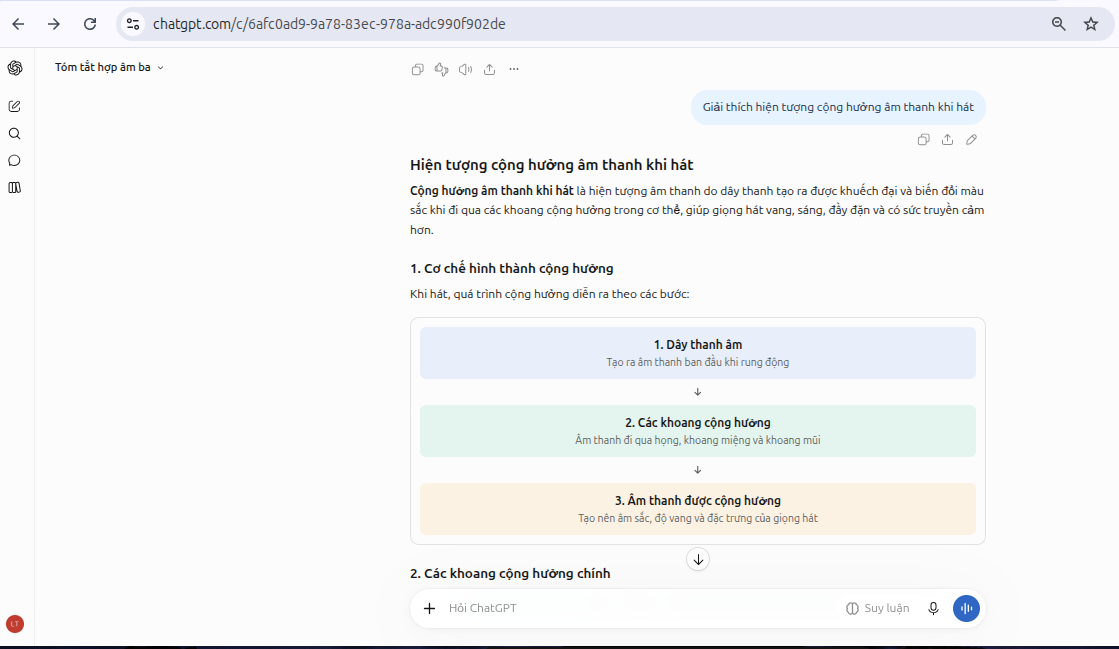 chatgpt.com/c/6afc0ad9-9a78-83ec-978a-adc990f902de
Tóm tắt hợp âm ba
Giải thích hiện tượng cộng hưởng âm thanh khi hát
Hiện tượng cộng hưởng âm thanh khi hát
Cộng hưởng âm thanh khi hát là hiện tượng âm thanh do dây thanh tạo ra được khuếch đại và biến đổi màu
sắc khi đi qua các khoang cộng hưởng trong cơ thể, giúp giọng hát vang, sáng, đầy đặn và có sức truyền cảm
hơn.
1. Cơ chế hình thành cộng hưởng
Khi hát, quá trình cộng hưởng diễn ra theo các bước:
1. Dây thanh âm
Tạo ra âm thanh ban đầu khi rung động
↓
2. Các khoang cộng hưởng
Âm thanh đi qua họng, khoang miệng và khoang mũi
↓
3. Âm thanh được cộng hưởng
Tạo nên âm sắc, độ vang và đặc trưng của giọng hát
2. Các khoang cộng hưởng chính
Hỏi ChatGPT
Suy luận
LT